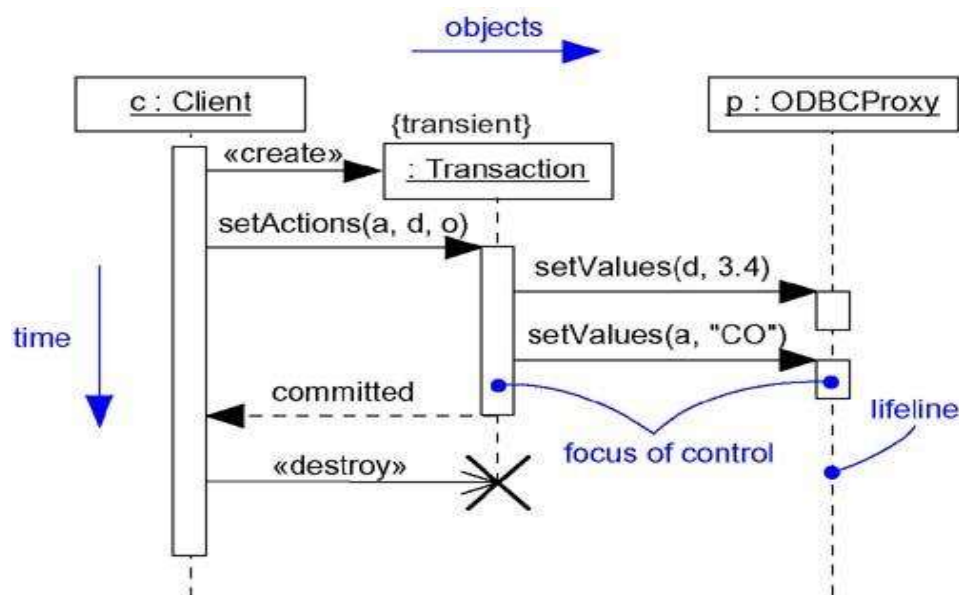 objects
c : Client
p : ODBCProxy
{transient}
«create»
: Transaction
setActions(a, d, o)
setValues(d, 3.4)
time
setValues(a, "CO")
committed
lifeline
focus of control
«destroy»